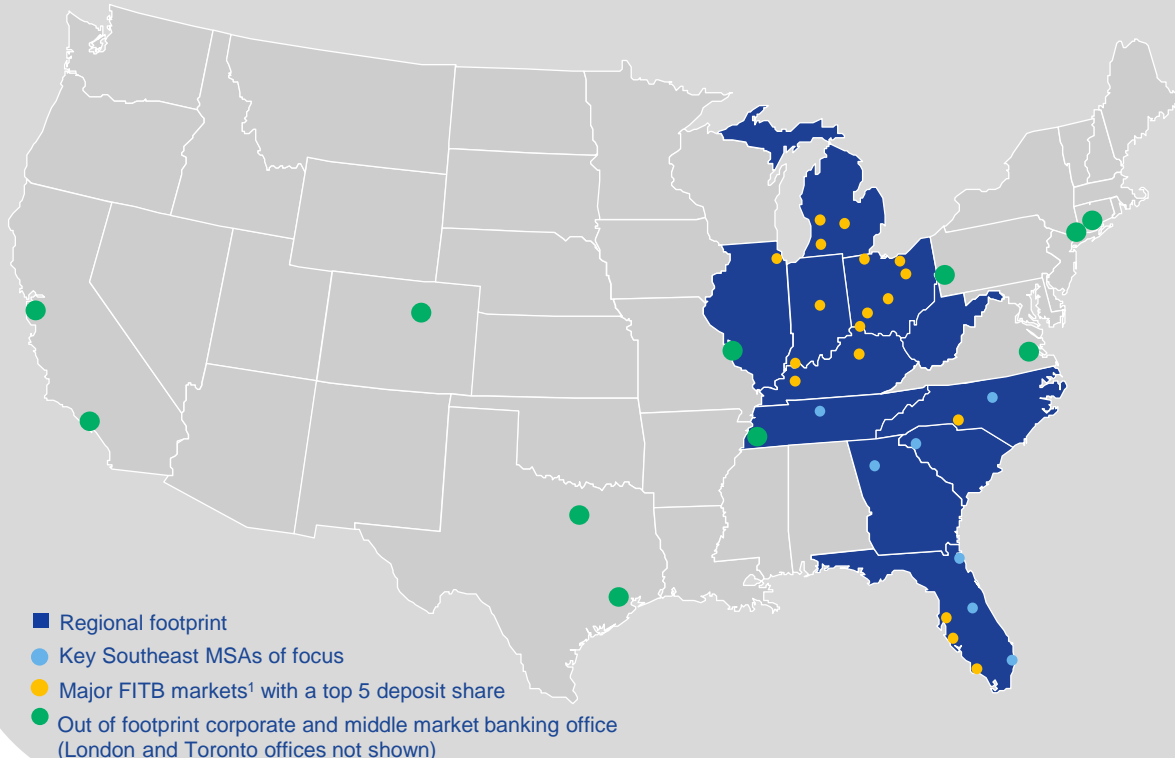 Regional footprint
Key Southeast MSAs of focus
Major FITB markets¹ with a top 5 deposit share
Out of footprint corporate and middle market banking office
(London and Toronto offices not shown)